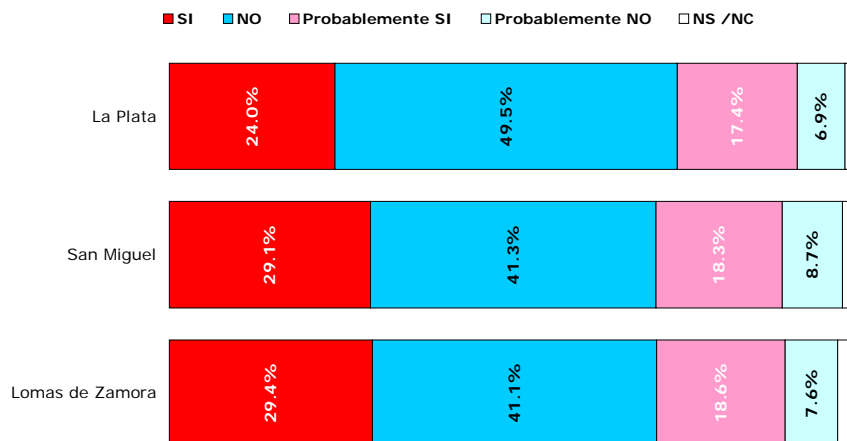 SI NO Probablemente SI Probablemente NO NS /NC
La Plata 24.0% 49.5% 17.4% 6.9%
San Miguel 29.1% 41.3% 18.3% 8.7%
Lomas de Zamora 29.4% 41.1% 18.6% 7.6%